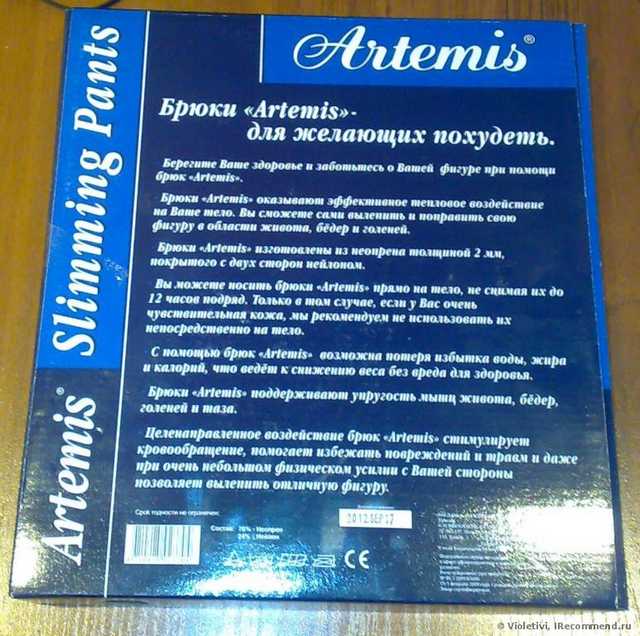 Artemis®
Artemis® Slimming Pants
Брюки «Artemis»-
для желающих похудеть.
Берегите Ваше здоровье и заботьтесь о Вашей фигуре при помощи
брюк «Artemis».
Брюки «Artemis» оказывают эффективное тепловое воздействие
на Ваше тело. Вы сможете сами вылепить и поправить свою
фигуру в области живота, бёдер и голеней.
Брюки «Artemis» изготовлены из неопрена толщиной 2 мм,
покрытого с двух сторон нейлоном.
Вы можете носить брюки «Artemis» прямо на тело, не снимая их до
12 часов подряд. Только в том случае, если у Вас очень
чувствительная кожа, мы рекомендуем не использовать их
непосредственно на тело.
С помощью брюк «Artemis» возможна потеря избытка воды, жира
и калорий, что ведёт к снижению веса без вреда для здоровья.
Брюки «Artemis» поддерживают упругость мышц живота, бёдер,
голеней и таза.
Целенаправленное воздействие брюк «Artemis» стимулирует
кровообращение, помогает избежать повреждений и травм и даже
при очень небольшом физическом усилии с Вашей стороны
позволяет вылепить отличную фигуру.
Срок годности не ограничен.
Состав: 76% - Неопрен
24% - Нейлон
2012 SEP
CE
© Violetivi, IRecommend.ru